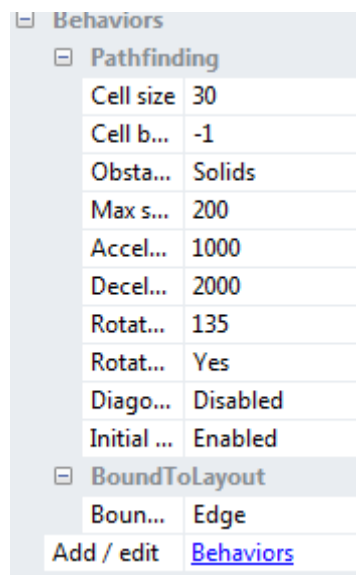 Behaviors
Pathfinding
Cell size 30
Cell b... -1
Obsta... Solids
Max s... 200
Accel... 1000
Decel... 2000
Rotat... 135
Rotat... Yes
Diago... Disabled
Initial ... Enabled
BoundToLayout
Boun... Edge
Add / edit Behaviors